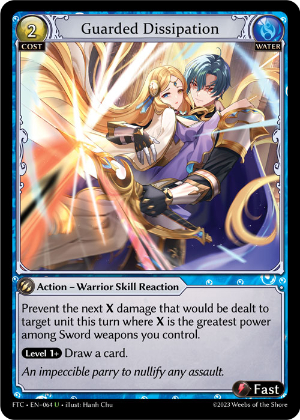 2
Guarded Dissipation
COST
WATER
Action – Warrior Skill Reaction
Prevent the next X damage that would be dealt to
target unit this turn where X is the greatest power
among Sword weapons you control.
Level 1+ Draw a card.
An impeccable parry to nullify any assault.
Fast
FTC • EN-064 U • illust: Hanh Chu
©2023 Weebs of the Shore